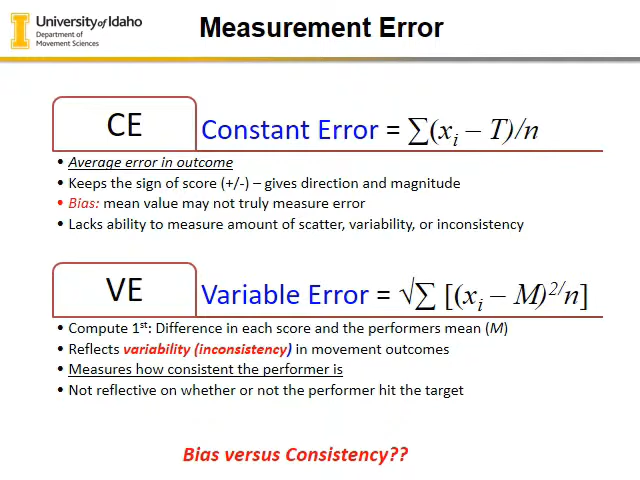 University of Idaho
Department of
Movement Sciences
Measurement Error
CE
Constant Error = ∑(xᵢ – T)/n
• Average error in outcome
• Keeps the sign of score (+/-) – gives direction and magnitude
• Bias: mean value may not truly measure error
• Lacks ability to measure amount of scatter, variability, or inconsistency
VE
Variable Error = √∑ [(xᵢ – M)²/n]
• Compute 1st: Difference in each score and the performers mean (M)
• Reflects variability (inconsistency) in movement outcomes
• Measures how consistent the performer is
• Not reflective on whether or not the performer hit the target
Bias versus Consistency??